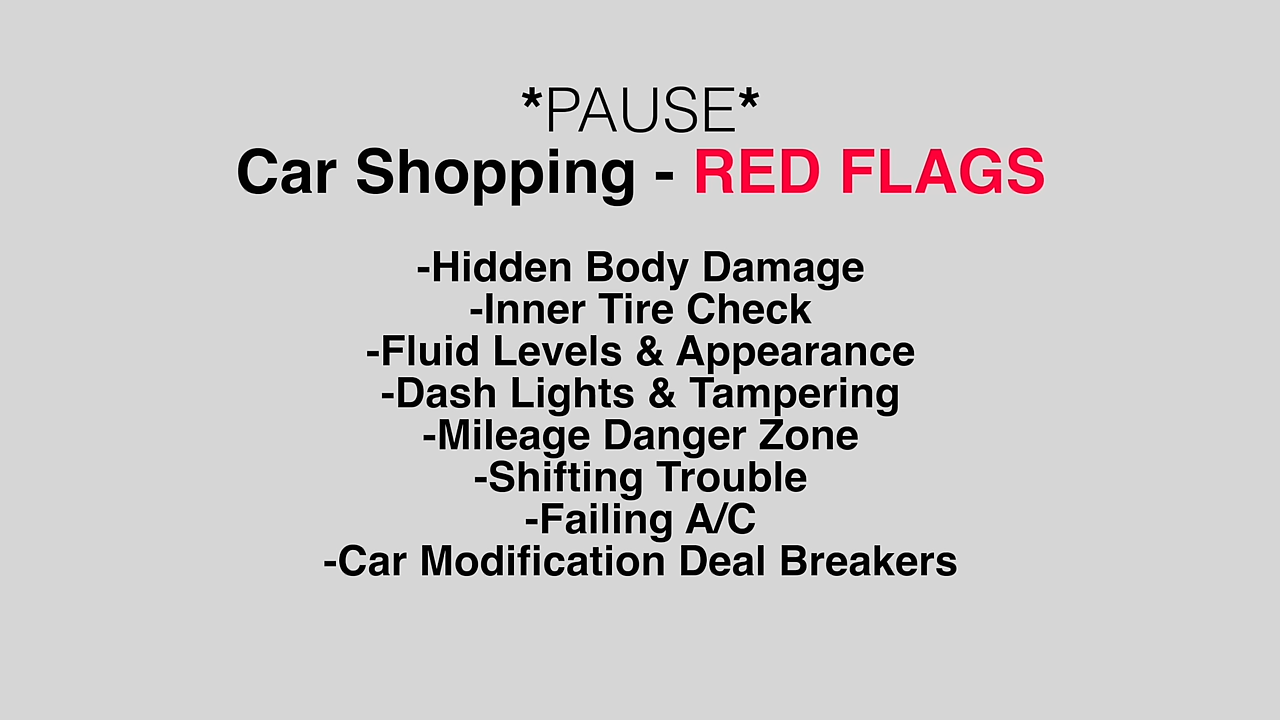 *PAUSE*
Car Shopping - RED FLAGS
-Hidden Body Damage
-Inner Tire Check
-Fluid Levels & Appearance
-Dash Lights & Tampering
-Mileage Danger Zone
-Shifting Trouble
-Failing A/C
-Car Modification Deal Breakers